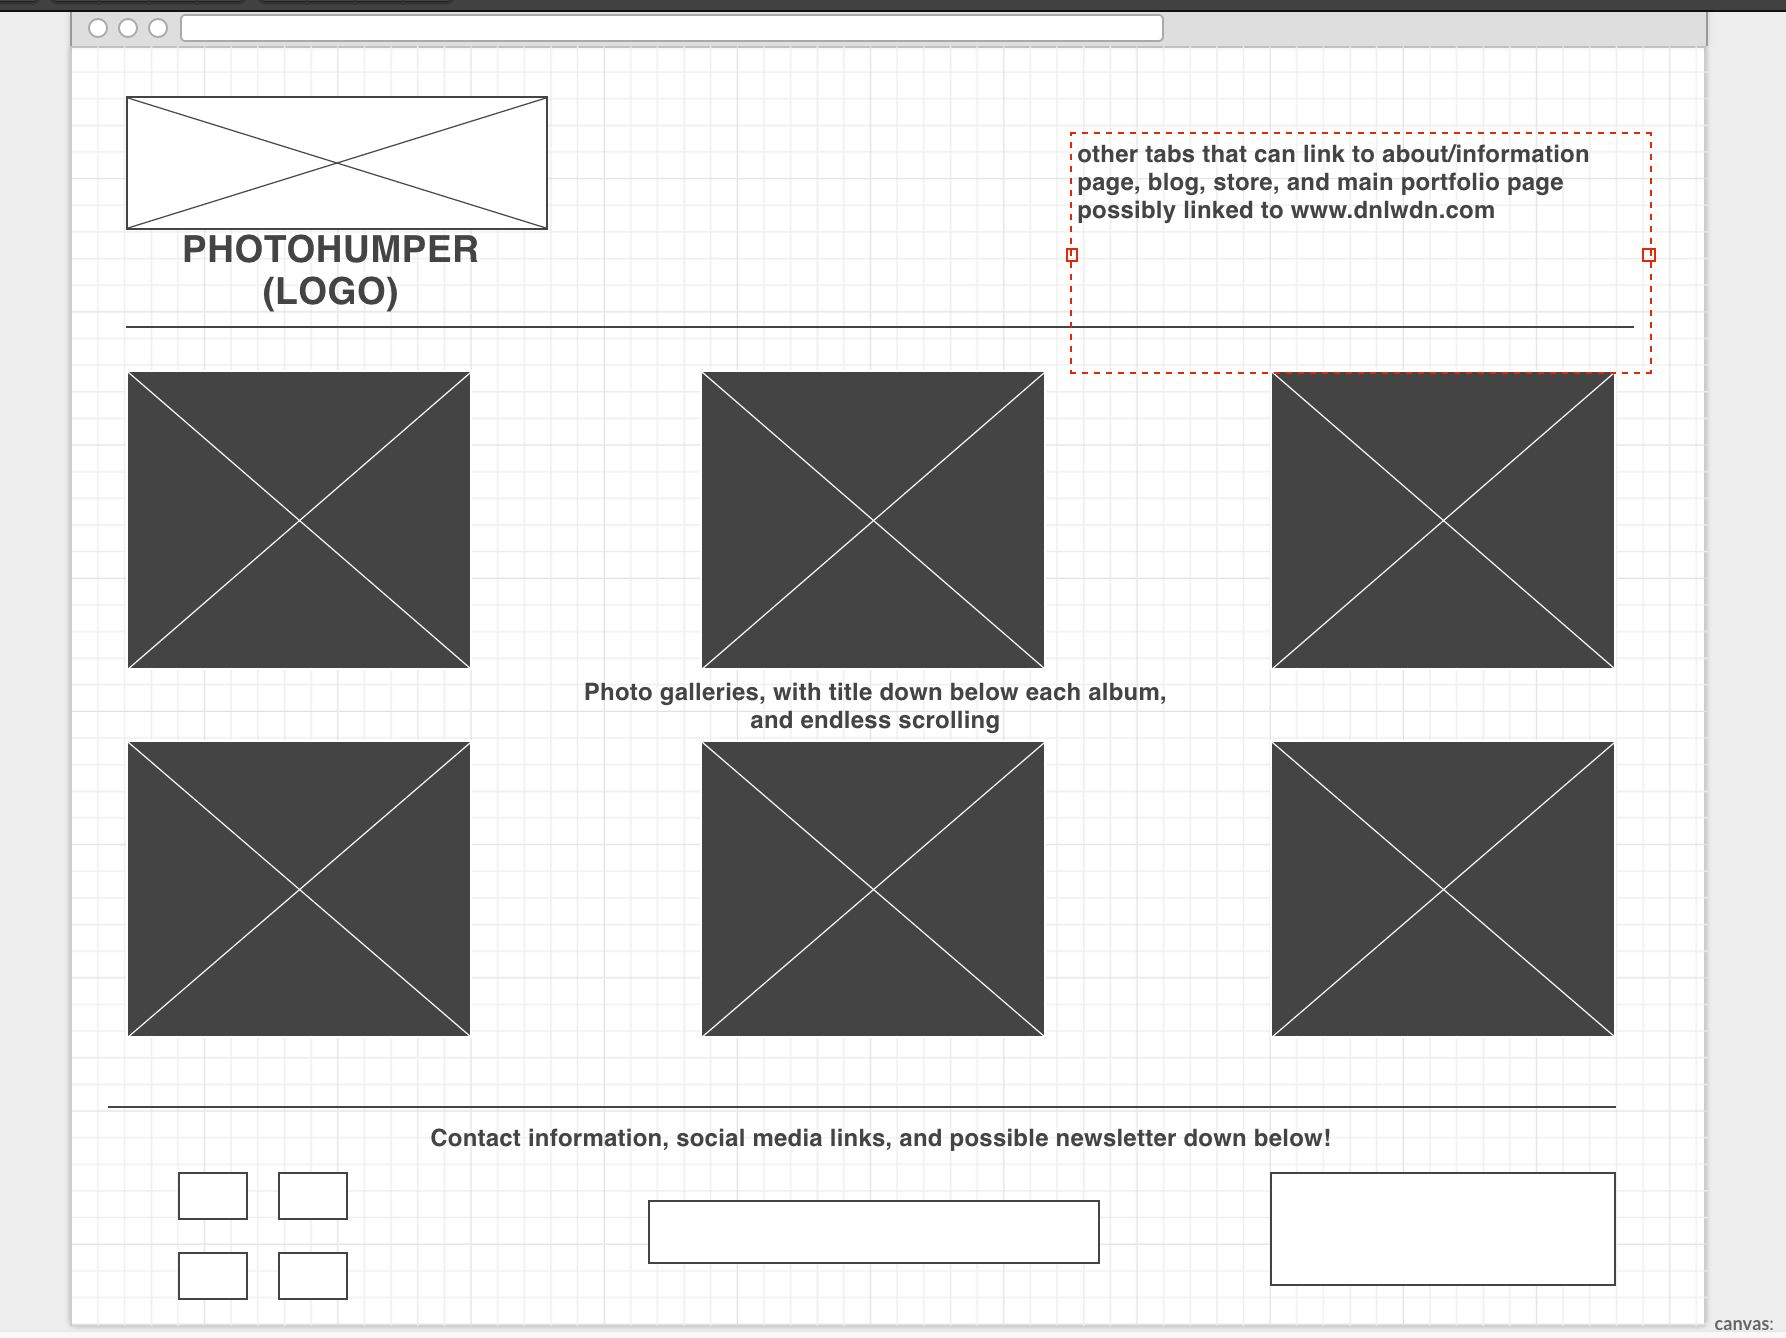 other tabs that can link to about/information
page, blog, store, and main portfolio page
possibly linked to www.dnlwdn.com
PHOTOHUMPER
(LOGO)
Photo galleries, with title down below each album,
and endless scrolling
Contact information, social media links, and possible newsletter down below!
canvas: